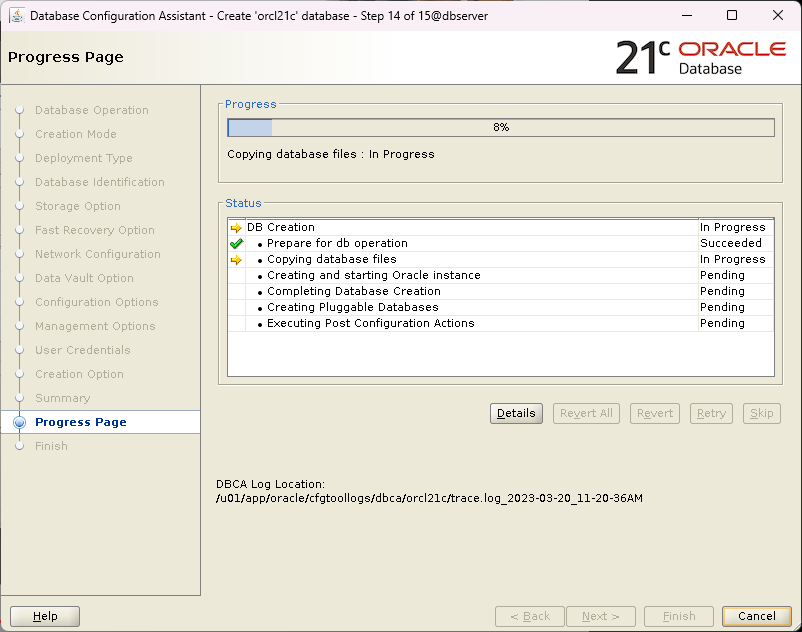 Database Configuration Assistant - Create 'orcl21c' database - Step 14 of 15@dbserver
Progress Page
21c ORACLE
Database
Database Operation
Creation Mode
Deployment Type
Database Identification
Storage Option
Fast Recovery Option
Network Configuration
Data Vault Option
Configuration Options
Management Options
User Credentials
Creation Option
Summary
Progress Page
Finish
Progress
8%
Copying database files : In Progress
Status
DB Creation In Progress
• Prepare for db operation Succeeded
• Copying database files In Progress
• Creating and starting Oracle instance Pending
• Completing Database Creation Pending
• Creating Pluggable Databases Pending
• Executing Post Configuration Actions Pending
Details Revert All Revert Retry Skip
DBCA Log Location:
/u01/app/oracle/cfgtoollogs/dbca/orcl21c/trace.log_2023-03-20_11-20-36AM
Help < Back Next > Finish Cancel